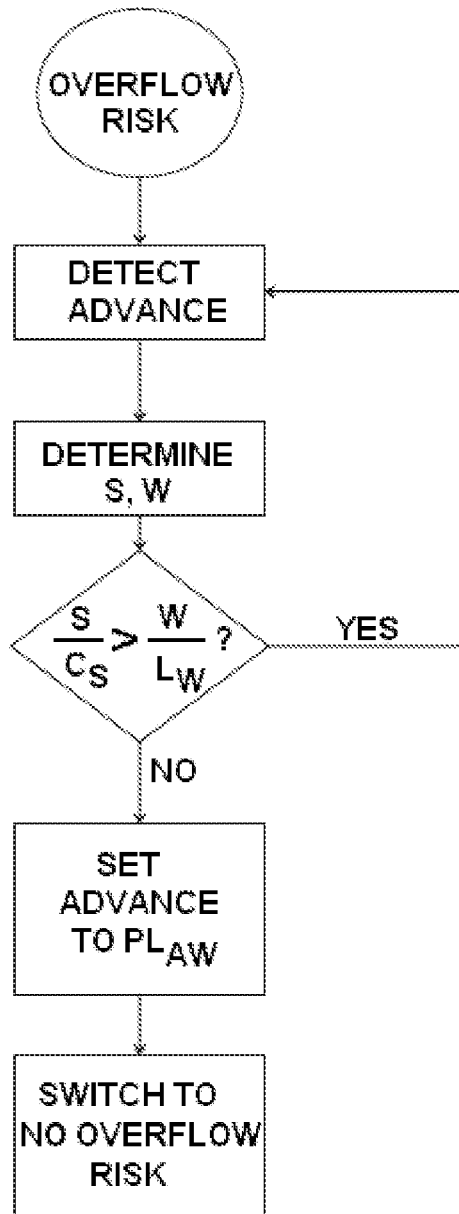 OVERFLOW
RISK
DETECT
ADVANCE
DETERMINE
S, W
S/C_S > W/L_W ?
YES
NO
SET
ADVANCE
TO PL_AW
SWITCH TO
NO OVERFLOW
RISK